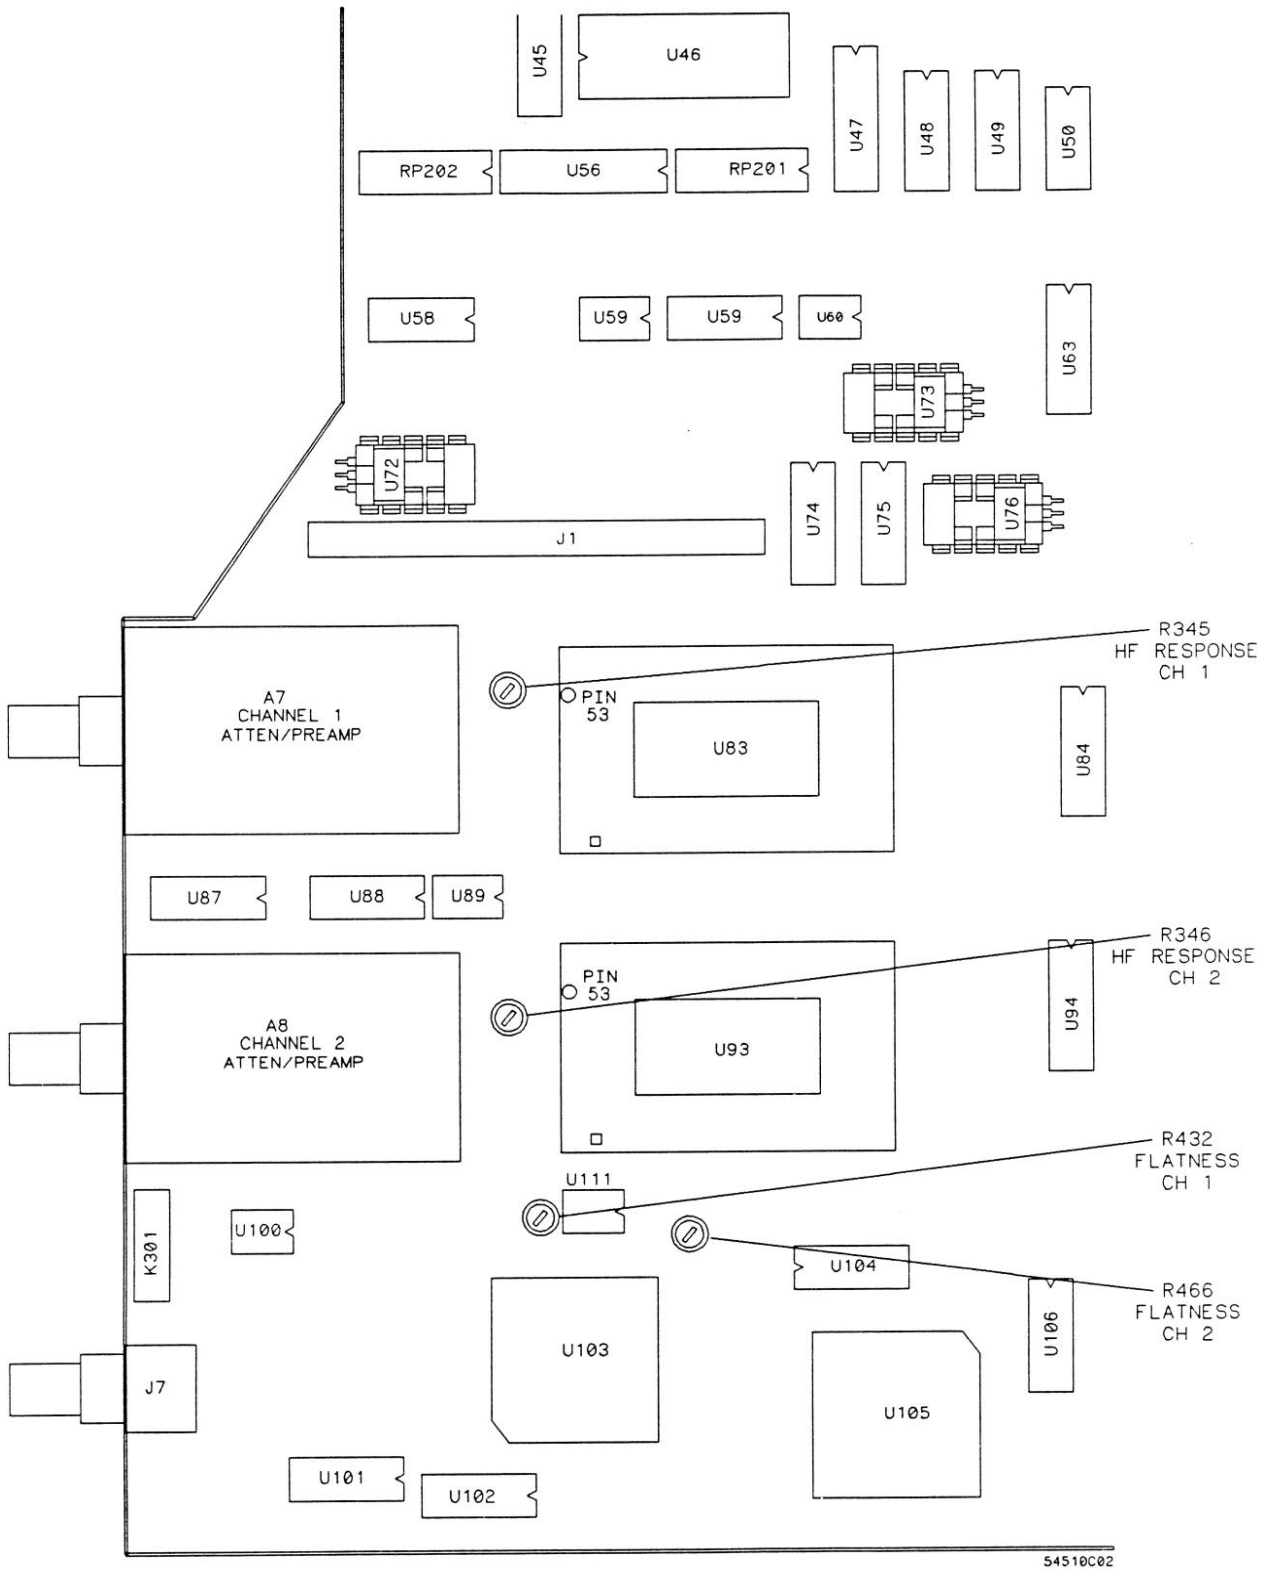 U45
U46
U47
U48
U49
U50
RP202
U56
RP201
U58
U59
U59
U60
U63
U73
U72
U74
U75
U76
J1
R345
HF RESPONSE
CH 1
A7
CHANNEL 1
ATTEN/PREAMP
PIN
53
U83
U84
U87
U88
U89
R346
HF RESPONSE
CH 2
PIN
53
A8
CHANNEL 2
ATTEN/PREAMP
U93
U94
R432
FLATNESS
CH 1
U111
K301
U100
U104
R466
FLATNESS
CH 2
U106
U103
J7
U105
U101
U102
54510C02